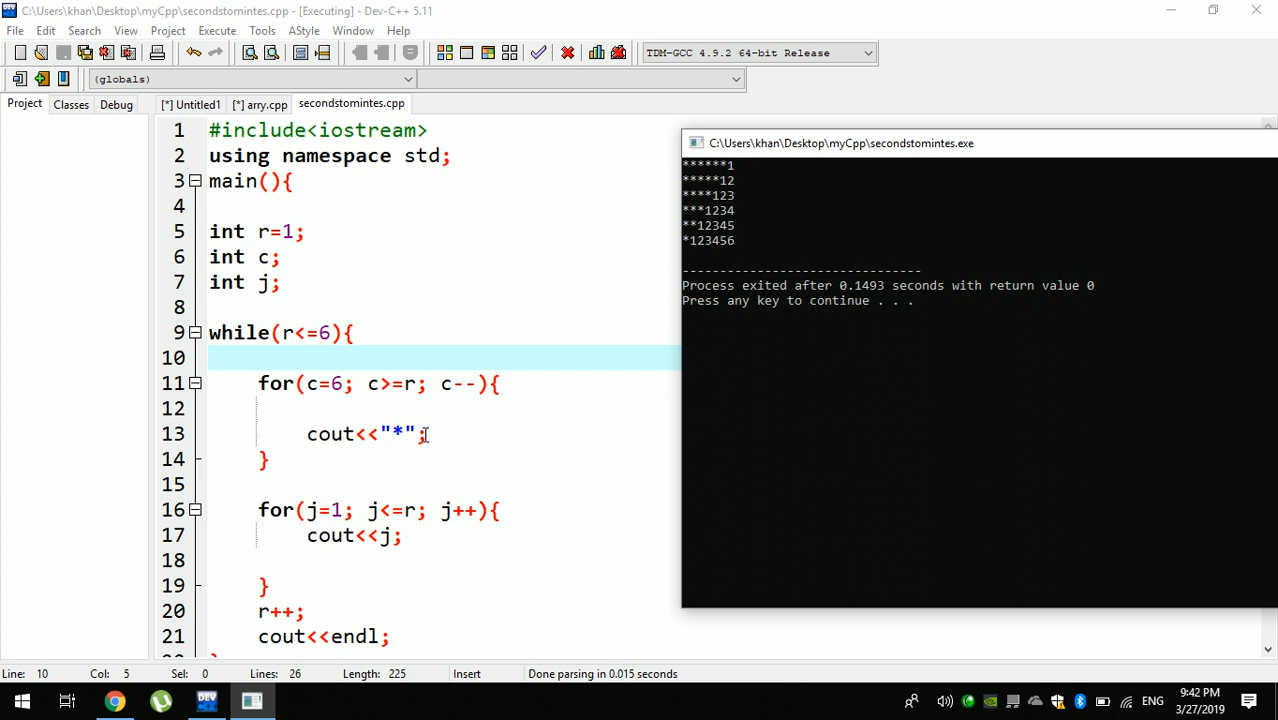 C:\Users\khan\Desktop\myCpp\secondstomintes.cpp - [Executing] - Dev-C++ 5.11
File Edit Search View Project Execute Tools AStyle Window Help
TDM-GCC 4.9.2 64-bit Release
(globals)
Project Classes Debug [*] Untitled1 [*] arry.cpp secondstomintes.cpp
1 #include<iostream>
2 using namespace std;
3 main(){
4
5 int r=1;
6 int c;
7 int j;
8
9 while(r<=6){
10
11 for(c=6; c>=r; c--){
12
13 cout<<"*";
14 }
15
16 for(j=1; j<=r; j++){
17 cout<<j;
18
19 }
20 r++;
21 cout<<endl;
C:\Users\khan\Desktop\myCpp\secondstomintes.exe
******1
*****12
****123
***1234
**12345
*123456
--------------------------------
Process exited after 0.1493 seconds with return value 0
Press any key to continue . . .
Line: 10 Col: 5 Sel: 0 Lines: 26 Length: 225 Insert Done parsing in 0.015 seconds
DEV
ENG
9:42 PM
3/27/2019